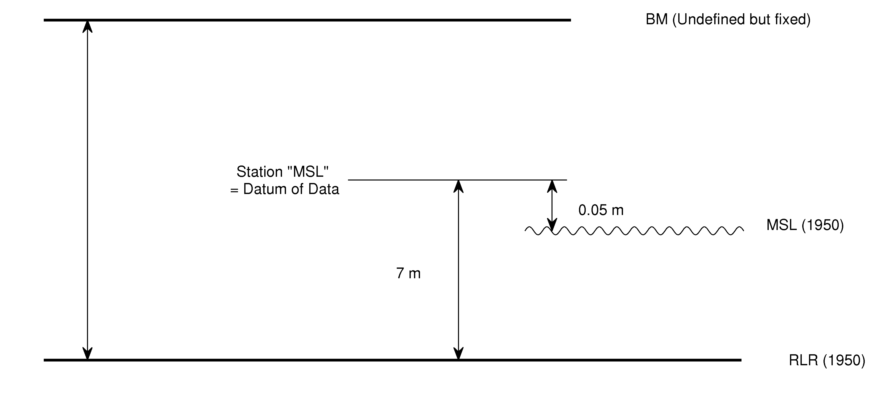 BM (Undefined but fixed)
Station "MSL"
= Datum of Data
0.05 m
MSL (1950)
7 m
RLR (1950)